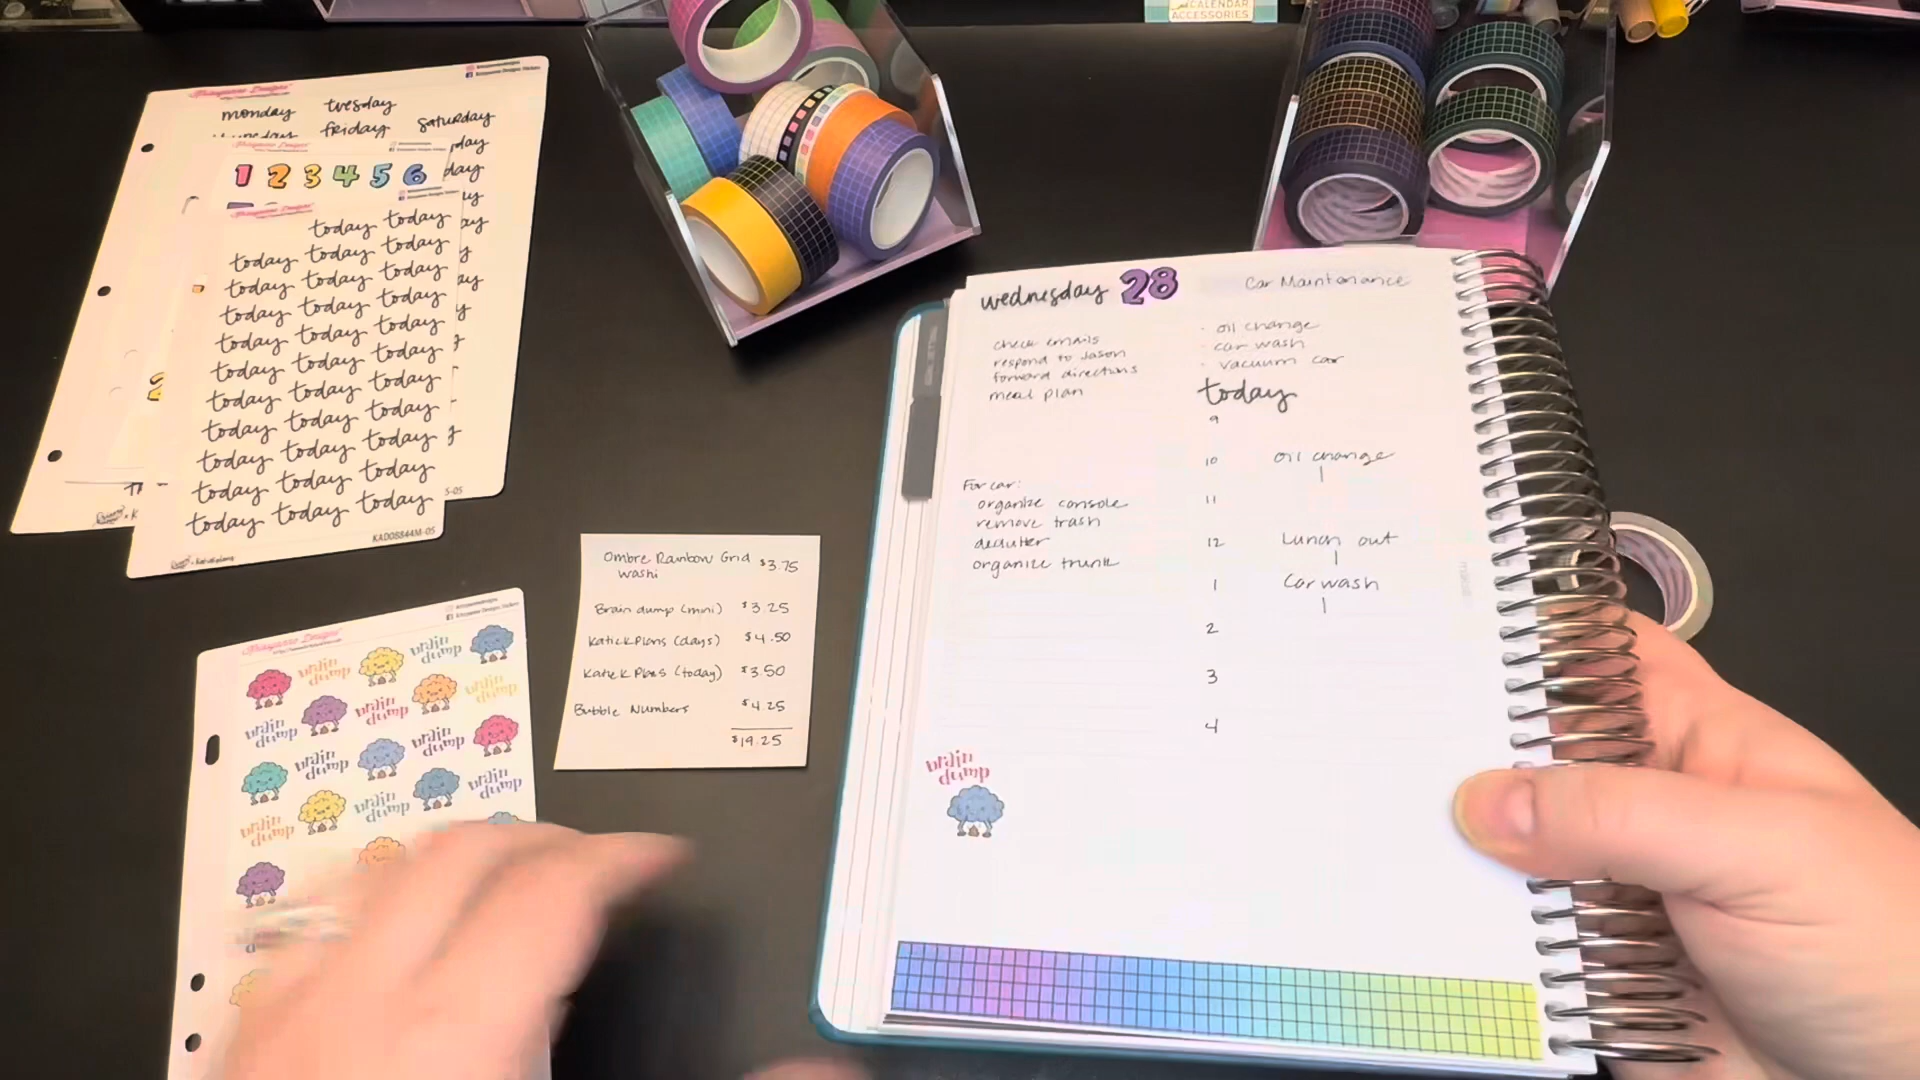 CALENDAR
ACCESSORIES
monday tuesday
friday saturday
day
day
1 2 3 4 5 6
today today
today today today
today today today
today today today
today today today
today today today
today today today
today today today
today today today
today today today
today today today
KAD08844M-05
brain dump
brain dump
brain dump
brain dump
brain dump
brain dump
brain dump
brain dump
brain dump
brain dump
Ombre Rainbow Grid $3.75
washi
Brain dump (mini) $3.25
KatieKPlans (days) $4.50
KatieKPlans (today) $3.50
Bubble Numbers $4.25
$19.25
wednesday 28
check emails
respond to Jason
forward directions
meal plan
For car:
organize console
remove trash
declutter
organize trunk
brain dump
Car Maintenance
- oil change
- car wash
- vacuum car
today
9
10 oil change
11
12 Lunch out
1 Car wash
2
3
4